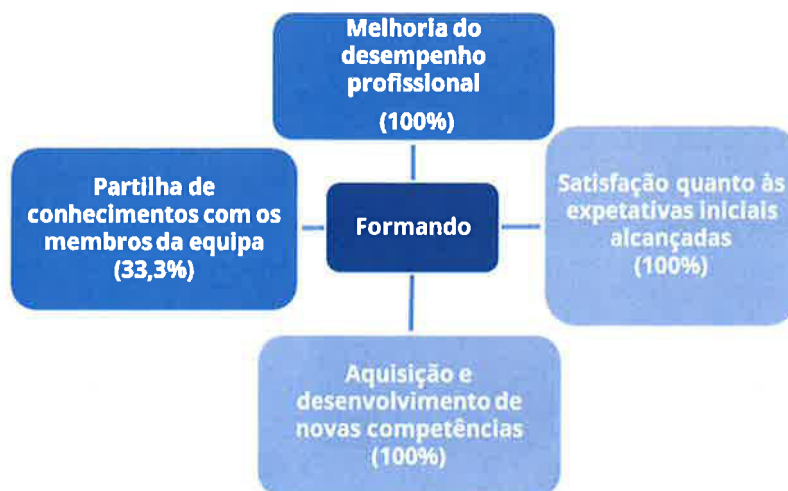 Melhoria do
desempenho
profissional
(100%)
Partilha de
conhecimentos com os
membros da equipa
(33,3%)
Formando
Satisfação quanto às
expetativas iniciais
alcançadas
(100%)
Aquisição e
desenvolvimento de
novas competências
(100%)